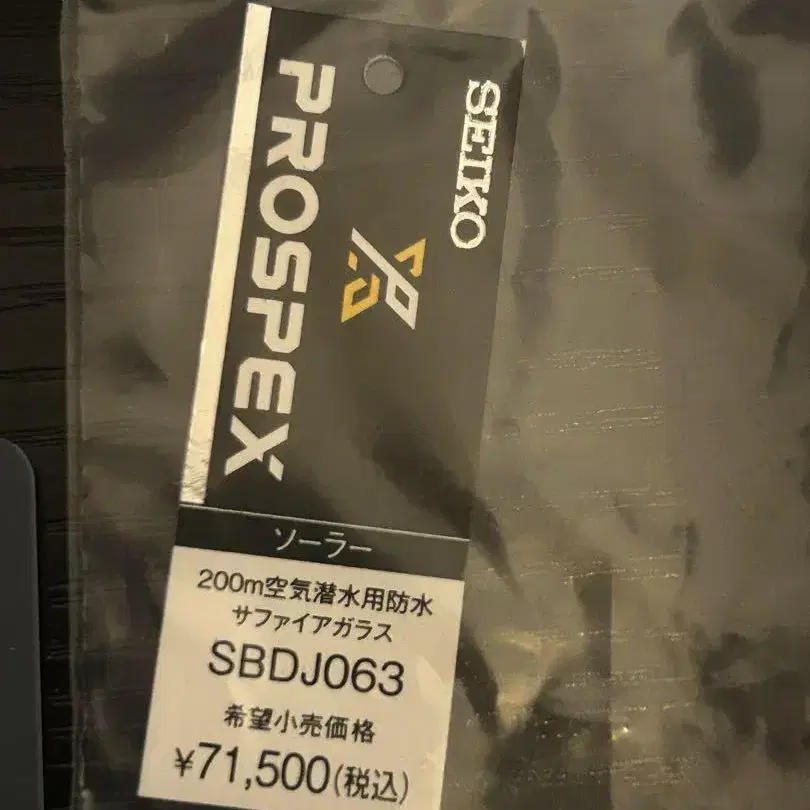 SEIKO
PROSPEX
ソーラー
200m空気潜水用防水
サファイアガラス
SBDJ063
希望小売価格
¥71,500(税込)